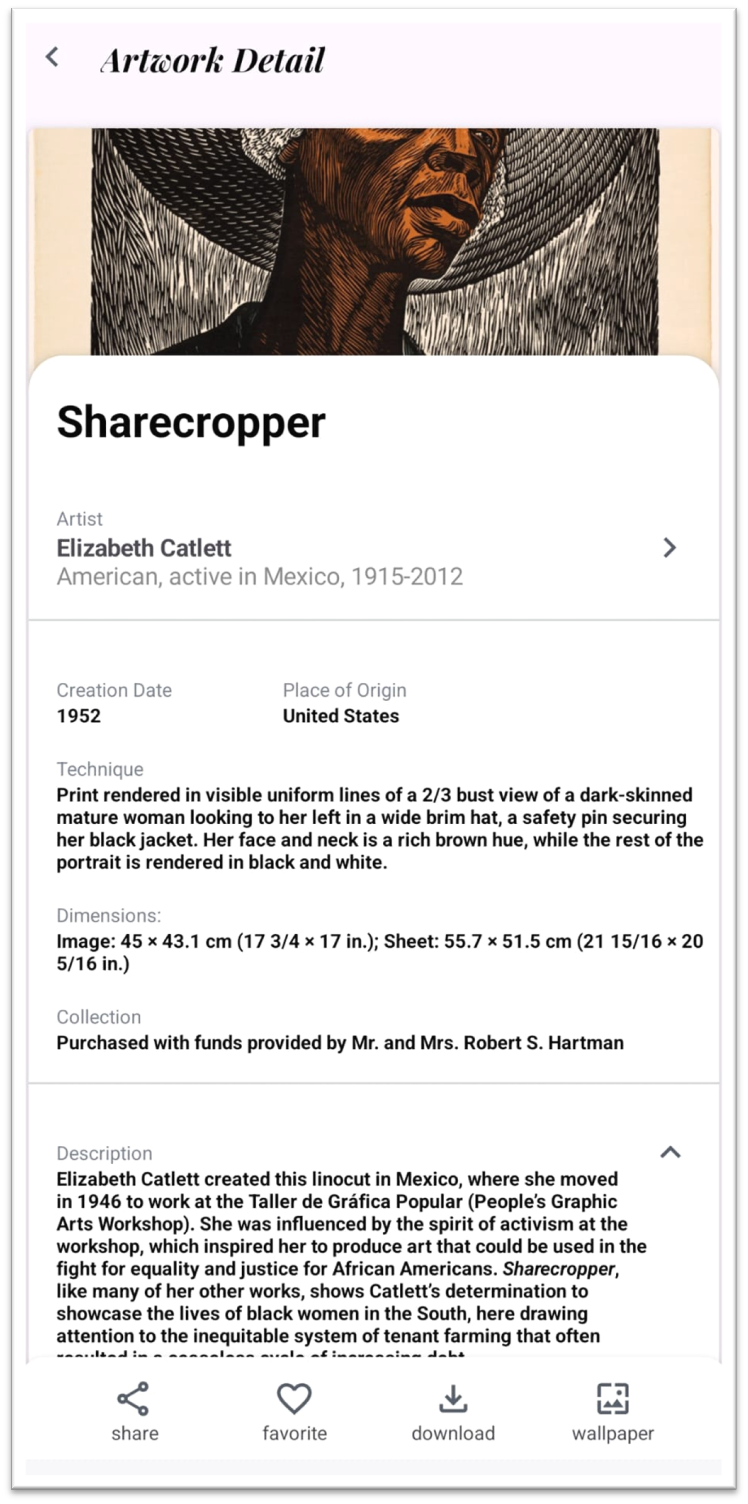 Artwork Detail
Sharecropper
Artist
Elizabeth Catlett
American, active in Mexico, 1915-2012
Creation Date
1952
Place of Origin
United States
Technique
Print rendered in visible uniform lines of a 2/3 bust view of a dark-skinned
mature woman looking to her left in a wide brim hat, a safety pin securing
her black jacket. Her face and neck is a rich brown hue, while the rest of the
portrait is rendered in black and white.
Dimensions:
Image: 45 × 43.1 cm (17 3/4 × 17 in.); Sheet: 55.7 × 51.5 cm (21 15/16 × 20
5/16 in.)
Collection
Purchased with funds provided by Mr. and Mrs. Robert S. Hartman
Description
Elizabeth Catlett created this linocut in Mexico, where she moved
in 1946 to work at the Taller de Gráfica Popular (People’s Graphic
Arts Workshop). She was influenced by the spirit of activism at the
workshop, which inspired her to produce art that could be used in the
fight for equality and justice for African Americans. Sharecropper,
like many of her other works, shows Catlett’s determination to
showcase the lives of black women in the South, here drawing
attention to the inequitable system of tenant farming that often
resulted in a ceaseless cycle of increasing debt.
share
favorite
download
wallpaper